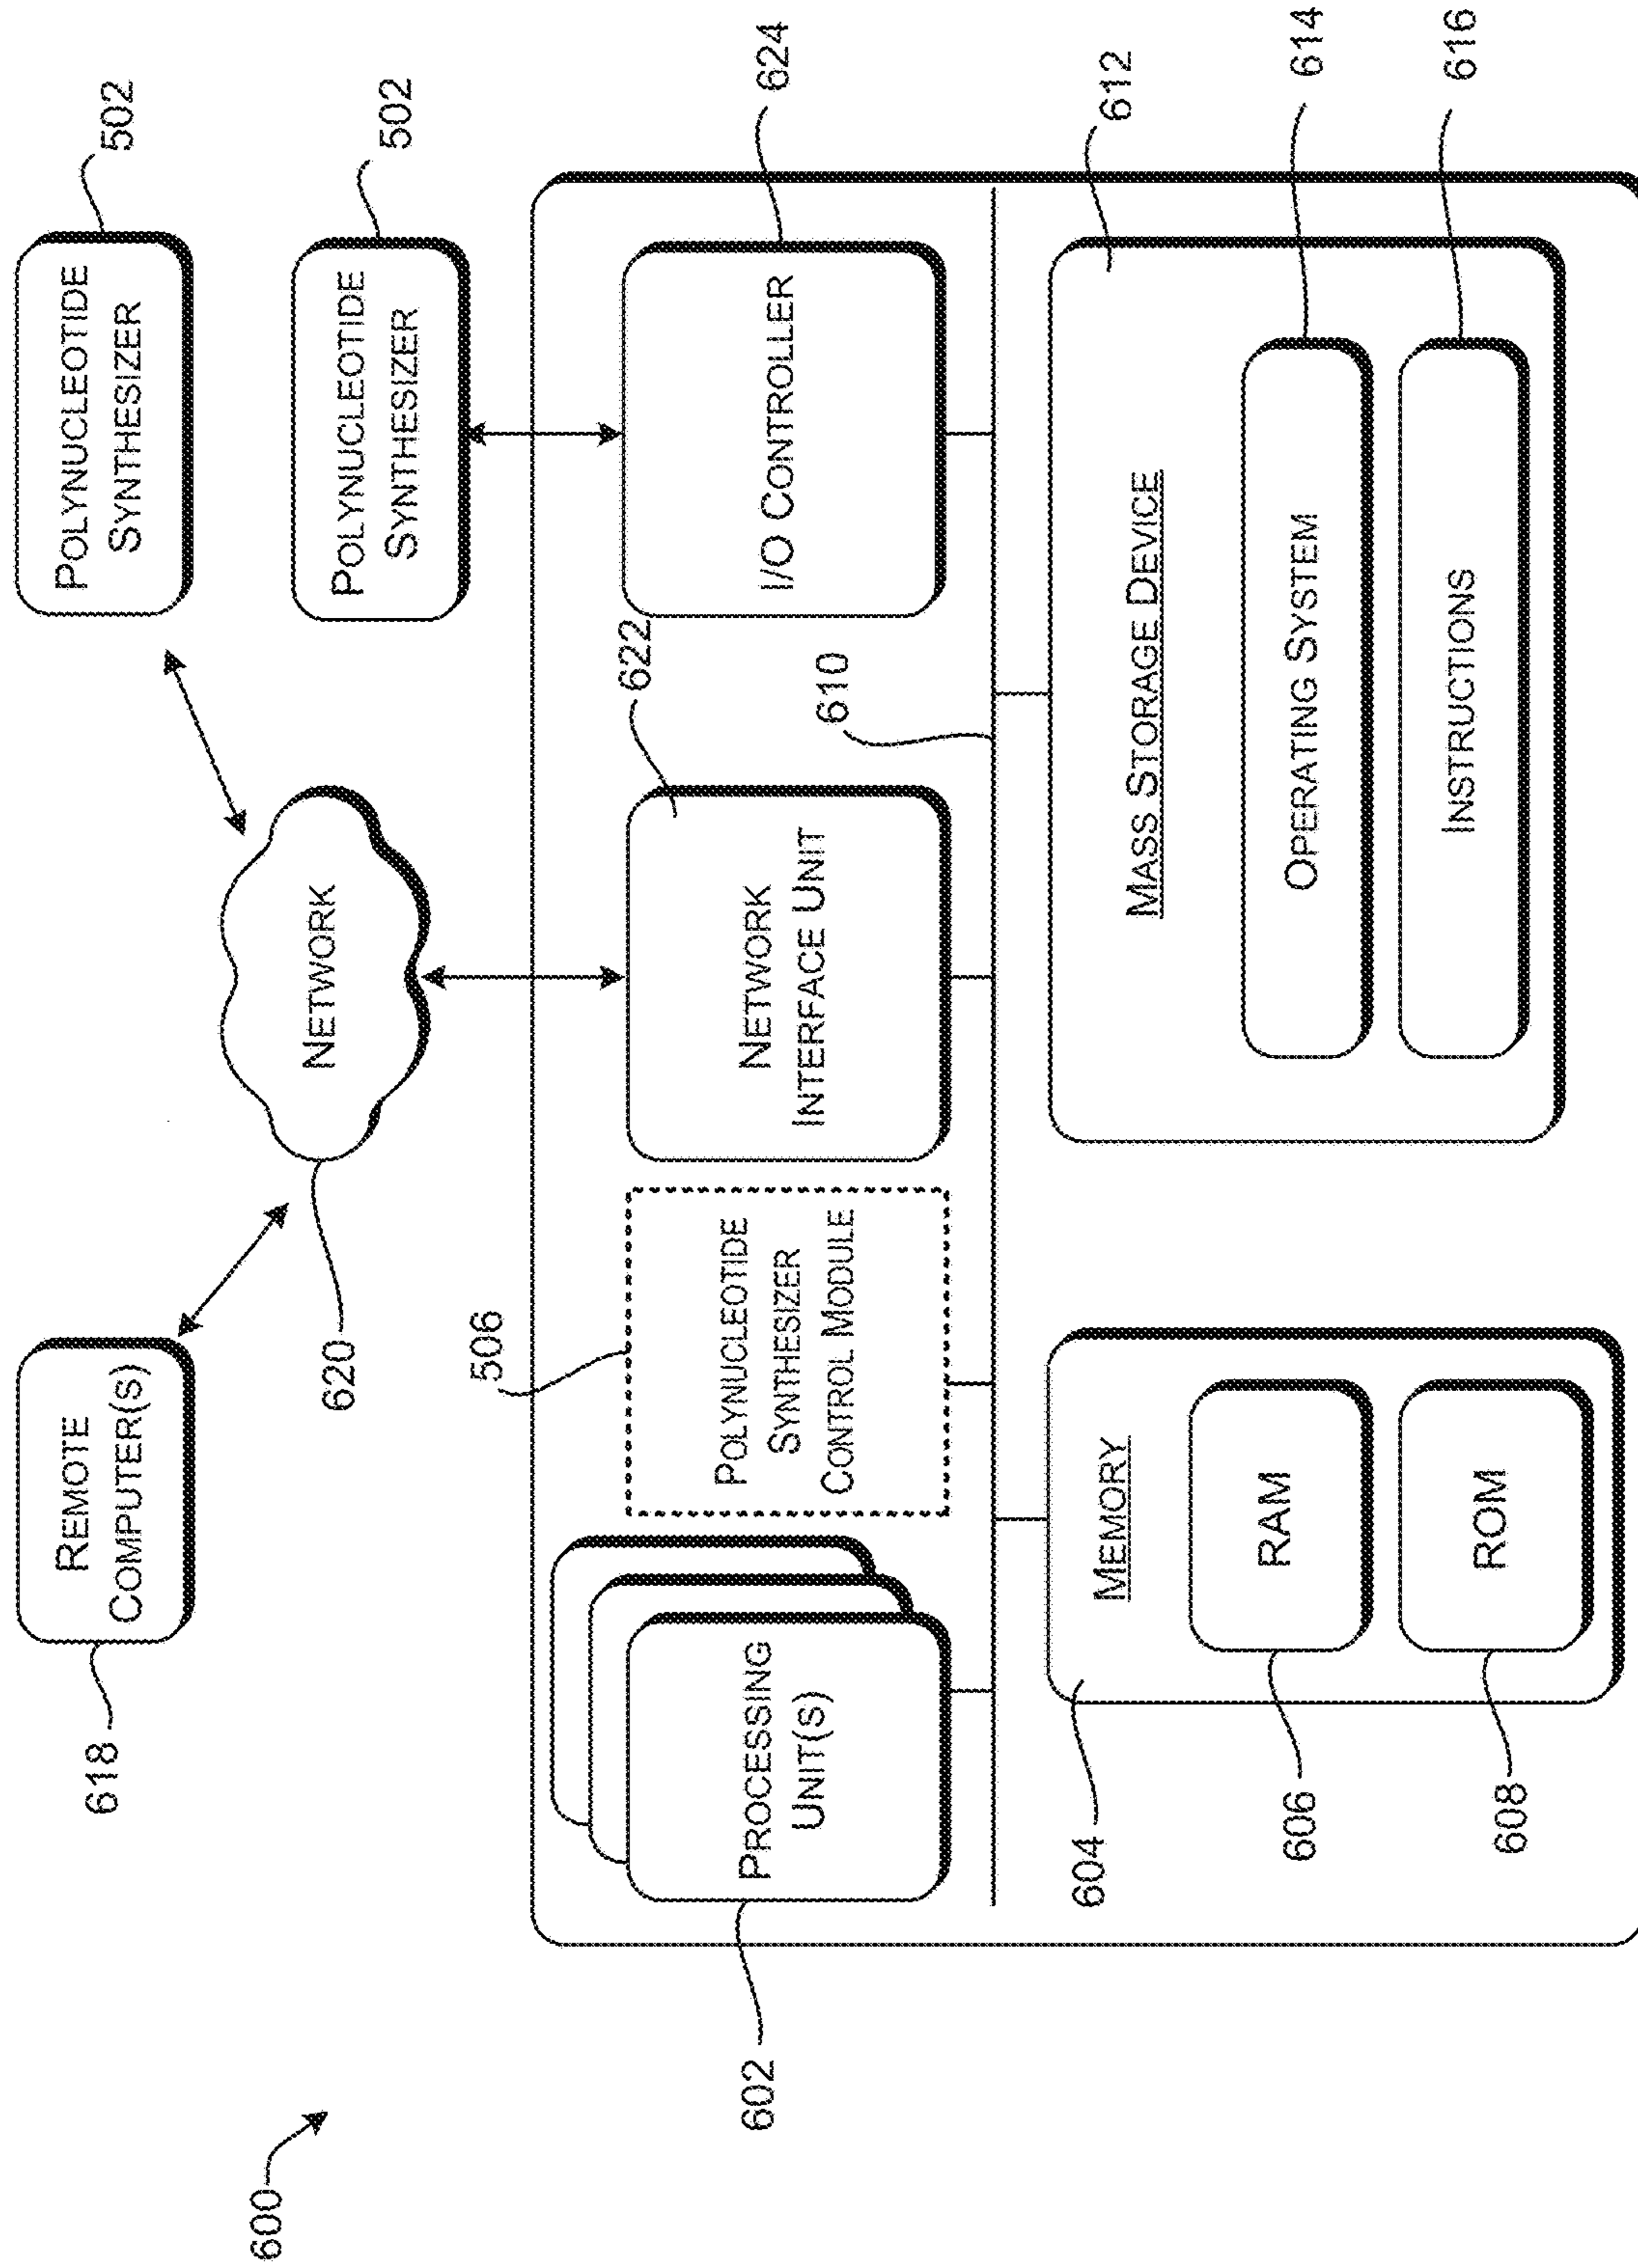 600
REMOTE
COMPUTER(S)
618
NETWORK
620
POLYNUCLEOTIDE
SYNTHESIZER
502
POLYNUCLEOTIDE
SYNTHESIZER
502
506
PROCESSING
UNIT(S)
602
POLYNUCLEOTIDE
SYNTHESIZER
CONTROL MODULE
NETWORK
INTERFACE UNIT
622
I/O CONTROLLER
624
610
MEMORY
604
RAM
606
ROM
608
MASS STORAGE DEVICE
612
OPERATING SYSTEM
614
INSTRUCTIONS
616